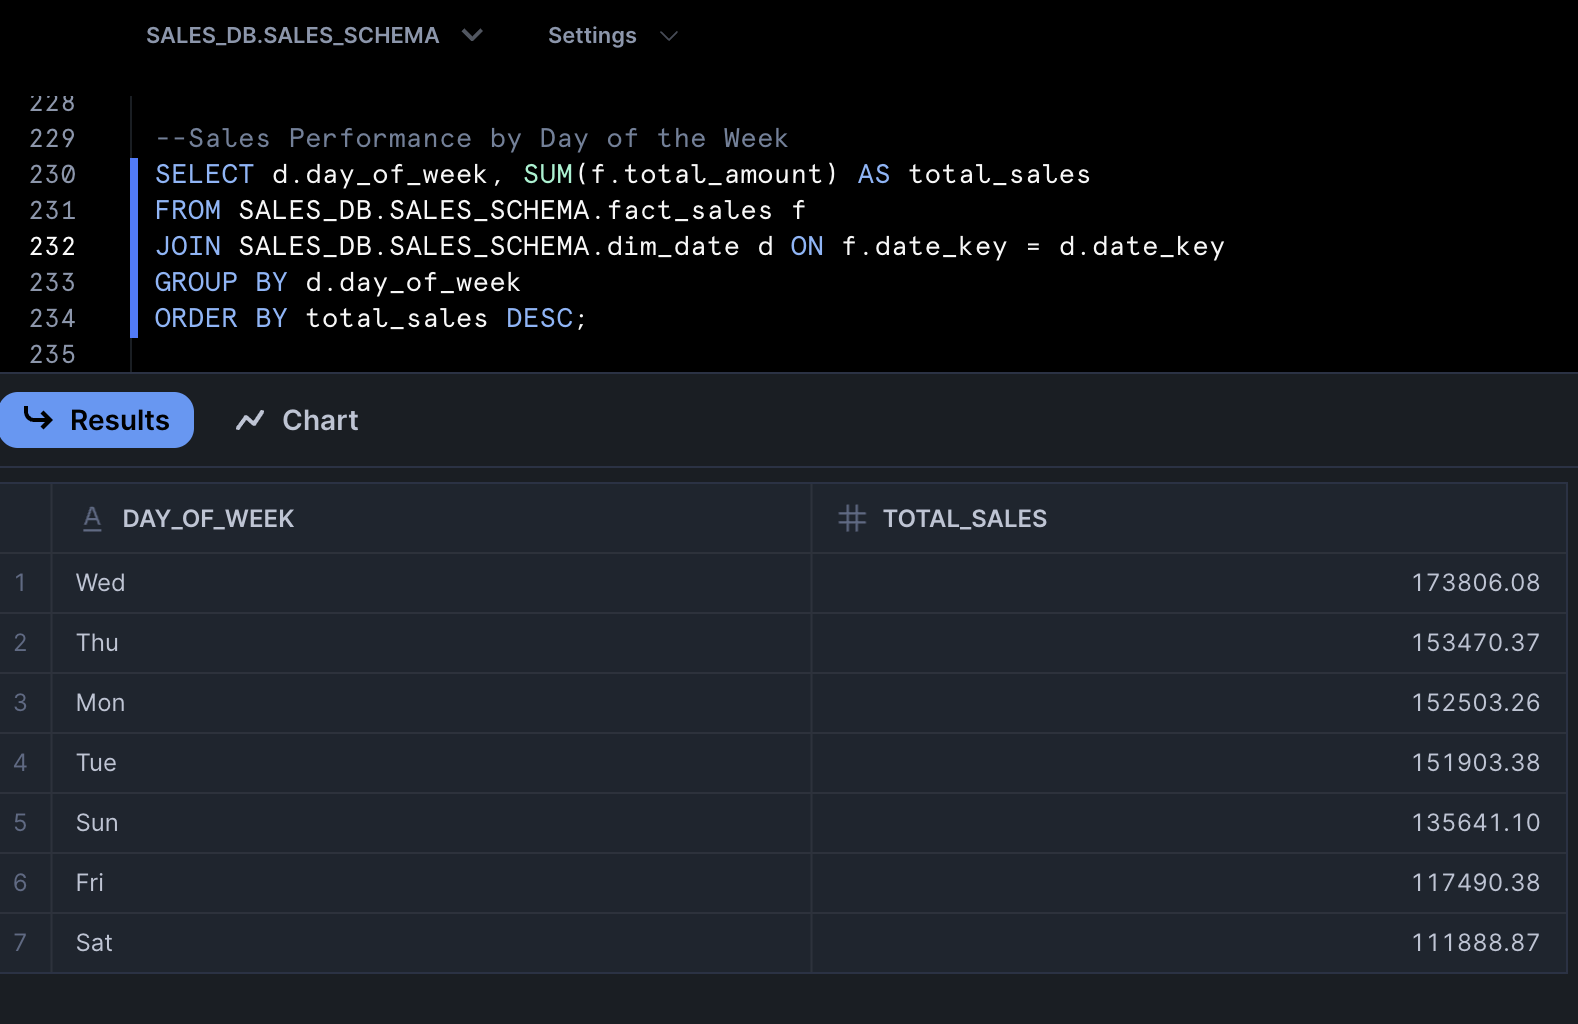 SALES_DB.SALES_SCHEMA Settings
228
229 --Sales Performance by Day of the Week
230 SELECT d.day_of_week, SUM(f.total_amount) AS total_sales
231 FROM SALES_DB.SALES_SCHEMA.fact_sales f
232 JOIN SALES_DB.SALES_SCHEMA.dim_date d ON f.date_key = d.date_key
233 GROUP BY d.day_of_week
234 ORDER BY total_sales DESC;
235
Results Chart
A DAY_OF_WEEK # TOTAL_SALES
1 Wed 173806.08
2 Thu 153470.37
3 Mon 152503.26
4 Tue 151903.38
5 Sun 135641.10
6 Fri 117490.38
7 Sat 111888.87